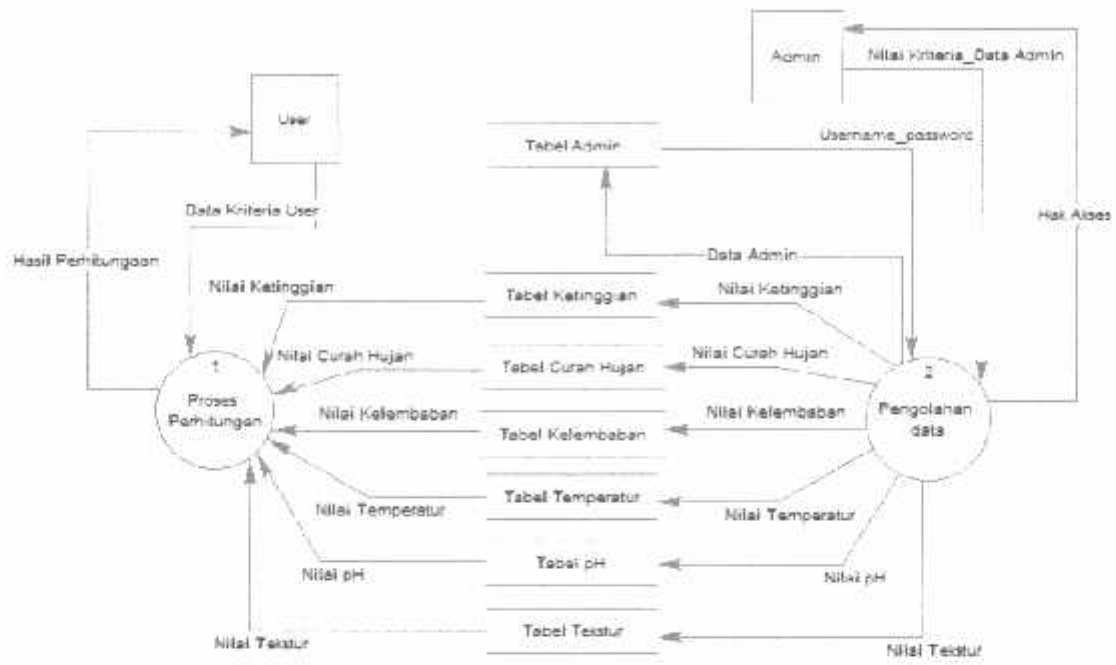 Admin
Nilai Kriteria_Data Admin
User
Username_password
Tabel Admin
Data Kriteria User
Hak Akses
Data Admin
Hasil Perhitungaan
Nilai Ketinggian
Tabel Ketinggian
Nilai Ketinggian
Nilai Curah Hujan
Tabel Curah Hujan
Nilai Curah Hujan
1
Proses
Perhitungan
2
Pengolahan
data
Nilai Kelembaban
Tabel Kelembaban
Nilai Kelembaban
Nilai Temperatur
Tabel Temperatur
Nilai Temperatur
Nilai pH
Tabel pH
Nilai pH
Nilai Tekstur
Tabel Tekstur
Nilai Tekstur